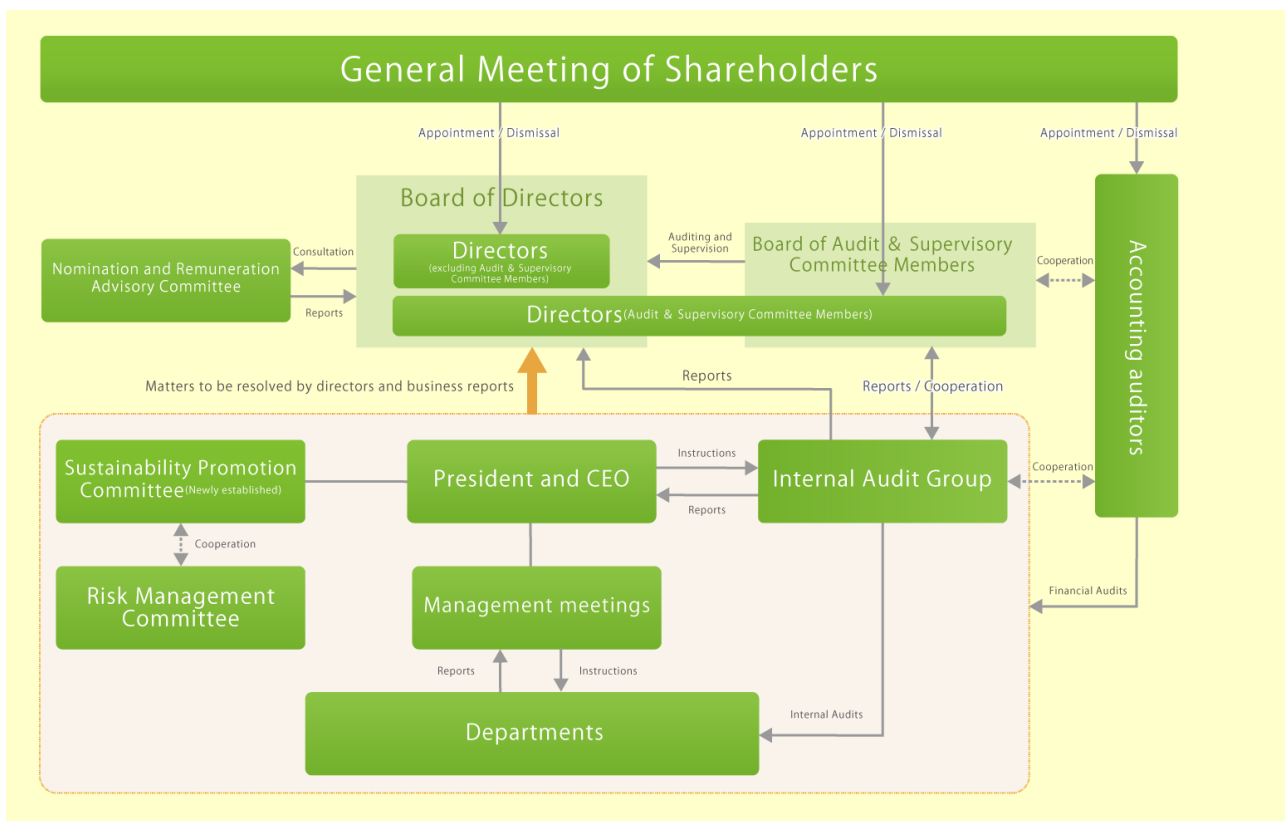 General Meeting of Shareholders
Appointment / Dismissal
Appointment / Dismissal
Appointment / Dismissal
Board of Directors
Directors
(excluding Audit & Supervisory
Committee Members)
Auditing and
Supervision
Board of Audit & Supervisory
Committee Members
Cooperation
Accounting auditors
Nomination and Remuneration
Advisory Committee
Consultation
Reports
Directors(Audit & Supervisory Committee Members)
Matters to be resolved by directors and business reports
Reports
Reports / Cooperation
Sustainability Promotion
Committee(Newly established)
President and CEO
Instructions
Reports
Internal Audit Group
Cooperation
Cooperation
Risk Management
Committee
Management meetings
Financial Audits
Reports
Instructions
Departments
Internal Audits